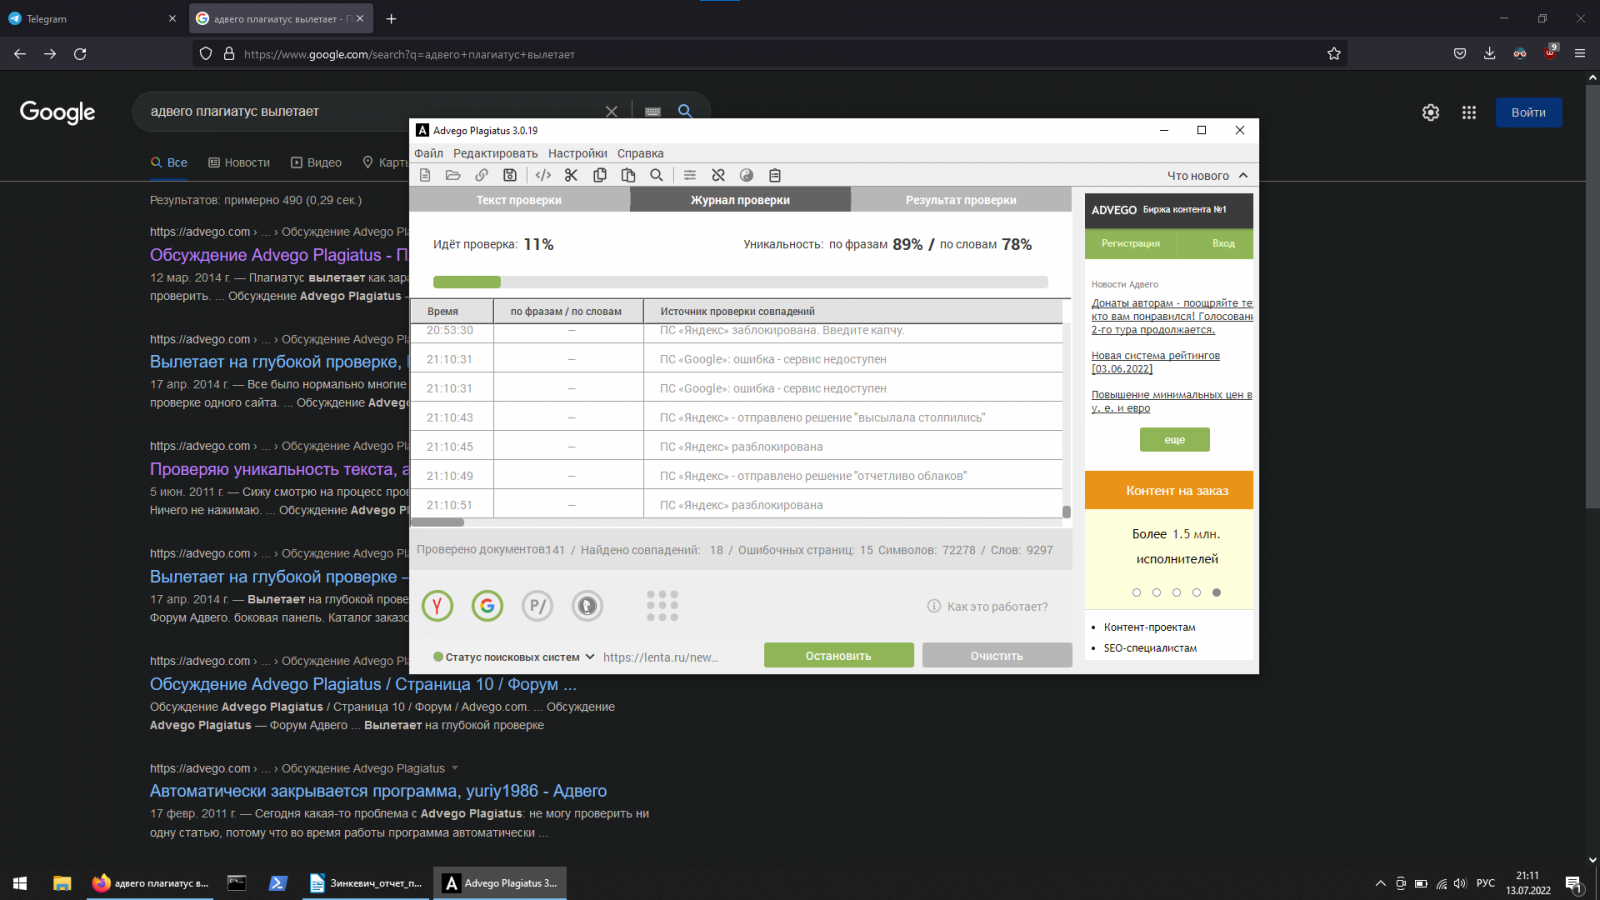 Telegram
адвего плагиатус вылетает - П
https://www.google.com/search?q=адвего+плагиатус+вылетает
9
Google
адвего плагиатус вылетает
Войти
Все
Новости
Видео
Карты
Результатов: примерно 490 (0,29 сек.)
https://advego.com › ... › Обсуждение Advego Pl
Обсуждение Advego Plagiatus - П
12 мар. 2014 г. — Плагиатус вылетает как зара
проверить. ... Обсуждение Advego Plagiatus –
https://advego.com › ... › Обсуждение Advego Pl
Вылетает на глубокой проверке,
17 апр. 2014 г. — Все было нормально многие
проверке одного сайта. ... Обсуждение Advego
https://advego.com › ... › Обсуждение Advego Pl
Проверяю уникальность текста, а
5 июн. 2011 г. — Сижу смотрю на процесс про
Ничего не нажимаю. ... Обсуждение Advego Pl
https://advego.com › ... › Обсуждение Advego Pl
Вылетает на глубокой проверке –
17 апр. 2014 г. — Вылетает на глубокой прове
Форум Адвего. боковая панель. Каталог заказо
https://advego.com › ... › Обсуждение Advego Pl
Обсуждение Advego Plagiatus / Страница 10 / Форум ...
Обсуждение Advego Plagiatus / Страница 10 / Форум / Advego.com. ... Обсуждение
Advego Plagiatus — Форум Адвего ... Вылетает на глубокой проверке
https://advego.com › ... › Обсуждение Advego Plagiatus
Автоматически закрывается программа, yuriy1986 - Адвего
17 февр. 2011 г. — Сегодня какая-то проблема с Advego Plagiatus: не могу проверить ни
одну статью, потому что во время работы программа автоматически ...
A Advego Plagiatus 3.0.19
Файл Редактировать Настройки Справка
Что нового
Текст проверки
Журнал проверки
Результат проверки
Идёт проверка: 11%
Уникальность: по фразам 89% / по словам 78%
Время
по фразам / по словам
Источник проверки совпадений
20:53:30 — ПС «Яндекс» заблокирована. Введите капчу.
21:10:31 — ПС «Google»: ошибка - сервис недоступен
21:10:31 — ПС «Google»: ошибка - сервис недоступен
21:10:43 — ПС «Яндекс» - отправлено решение "высылала столпились"
21:10:45 — ПС «Яндекс» разблокирована
21:10:49 — ПС «Яндекс» - отправлено решение "отчетливо облаков"
21:10:51 — ПС «Яндекс» разблокирована
Проверено документов: 141 / Найдено совпадений: 18 / Ошибочных страниц: 15 Символов: 72278 / Слов: 9297
Y G P/
Как это работает?
Статус поисковых систем
https://lenta.ru/new...
Остановить
Очистить
ADVEGO Биржа контента №1
Регистрация
Вход
Новости Адвего
Донаты авторам - поощряйте те
кто вам понравился! Голосовани
2-го тура продолжается.
Новая система рейтингов
[03.06.2022]
Повышение минимальных цен в
у. е. и евро
еще
Контент на заказ
Более 1.5 млн.
исполнителей
• Контент-проектам
• SEO-специалистам
адвего плагиатус в...
Зинкевич_отчет_п...
A Advego Plagiatus 3...
РУС
21:11
13.07.2022
1